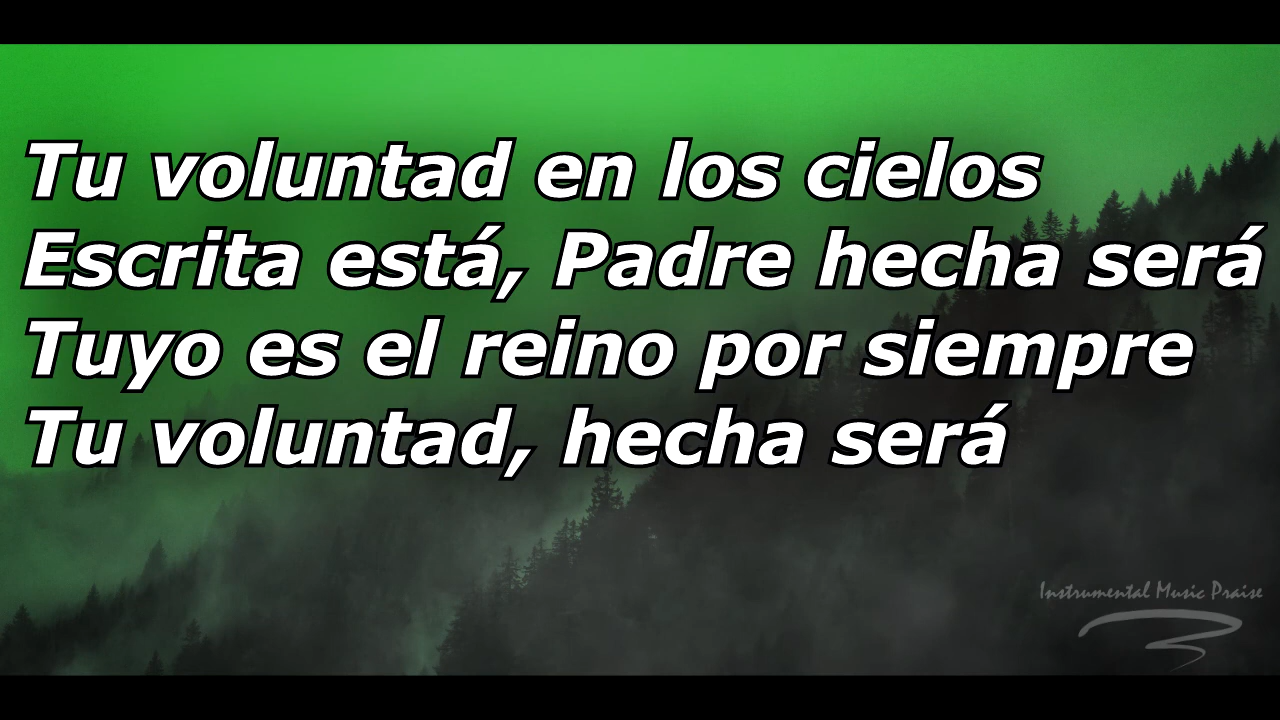 Tu voluntad en los cielos
Escrita está, Padre hecha será
Tuyo es el reino por siempre
Tu voluntad, hecha será
Instrumental Music Praise